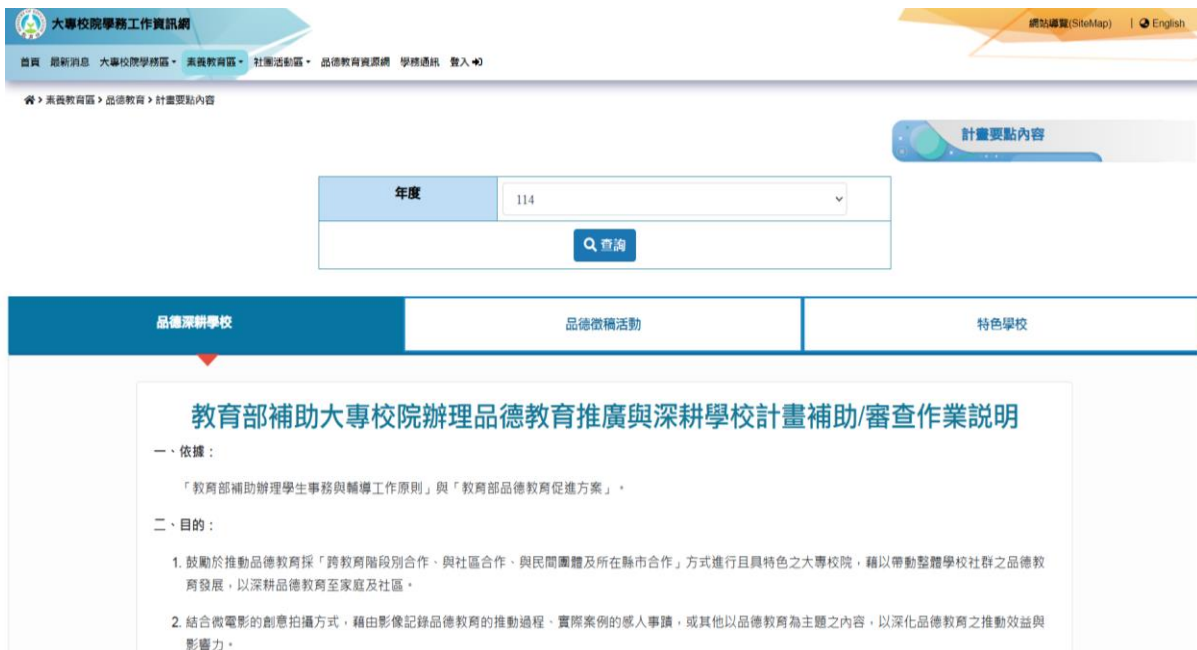 大專校院學務工作資訊網
網站導覽(SiteMap) | English
首頁 最新消息 大專校院學務區 素養教育區 社團活動區 品德教育資源網 學務通訊 登入
> 素養教育區 > 品德教育 > 計畫要點內容
計畫要點內容
年度 114
查詢
品德深耕學校 品德徵稿活動 特色學校
教育部補助大專校院辦理品德教育推廣與深耕學校計畫補助/審查作業説明
一、依據：
「教育部補助辦理學生事務與輔導工作原則」與「教育部品德教育促進方案」。
二、目的：
1. 鼓勵於推動品德教育採「跨教育階段別合作、與社區合作、與民間團體及所在縣市合作」方式進行且具特色之大專校院，藉以帶動整體學校社群之品德教
育發展，以深耕品德教育至家庭及社區。
2. 結合微電影的創意拍攝方式，藉由影像記錄品德教育的推動過程、實際案例的感人事蹟，或其他以品德教育為主題之內容，以深化品德教育之推動效益與
影響力。